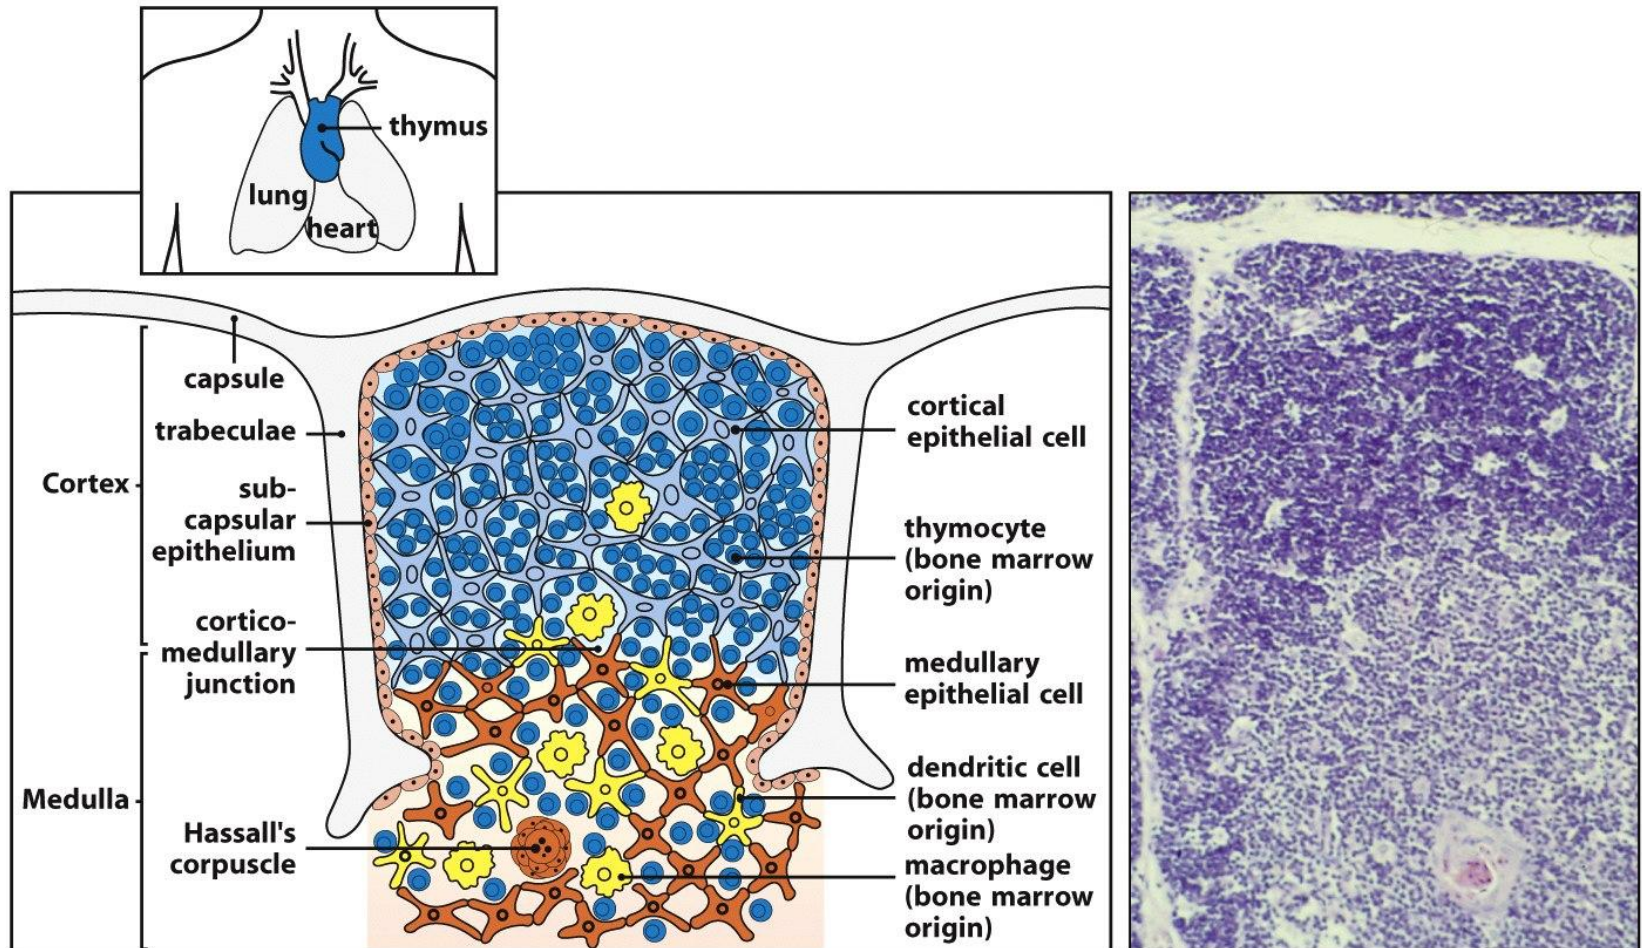 thymus
lung
heart
capsule
trabeculae
Cortex
sub-
capsular
epithelium
cortico-
medullary
junction
Medulla
Hassall's
corpuscle
cortical
epithelial cell
thymocyte
(bone marrow
origin)
medullary
epithelial cell
dendritic cell
(bone marrow
origin)
macrophage
(bone marrow
origin)